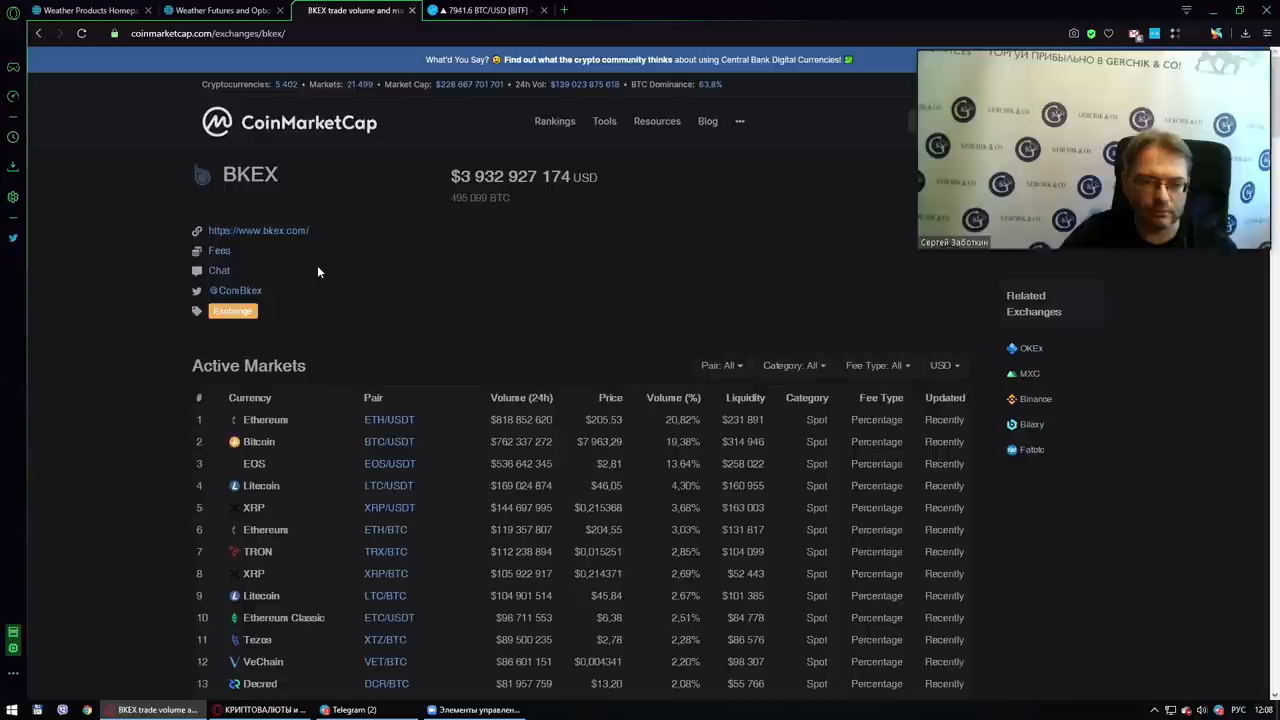 Weather Products Homepa
Weather Futures and Optic
BKEX trade volume and ma
▲ 7941.6 BTC/USD [BITF]
coinmarketcap.com/exchanges/bkex/
What'd You Say? 🤨 Find out what the crypto community thinks about using Central Bank Digital Currencies! ✅
Cryptocurrencies: 5 402 • Markets: 21 499 • Market Cap: $228 667 701 701 • 24h Vol: $139 023 875 618 • BTC Dominance: 63,8%
CoinMarketCap
Rankings Tools Resources Blog •••
ТОРГУЙ ПРИБЫЛЬНО В GERCHIK & CO!
GERCHIK & CO
Сергей Заботкин
BKEX
$3 932 927 174 USD
495 099 BTC
https://www.bkex.com/
Fees
Chat
@ComBkex
Exchange
Related
Exchanges
OKEx
MXC
Binance
Bilaxy
Fatbtc
Active Markets
Pair: All Category: All Fee Type: All USD
# Currency Pair Volume (24h) Price Volume (%) Liquidity Category Fee Type Updated
1 Ethereum ETH/USDT $818 852 620 $205,53 20,82% $231 891 Spot Percentage Recently
2 Bitcoin BTC/USDT $762 337 272 $7 963,29 19,38% $314 946 Spot Percentage Recently
3 EOS EOS/USDT $536 642 345 $2,81 13,64% $258 022 Spot Percentage Recently
4 Litecoin LTC/USDT $169 024 874 $46,05 4,30% $160 955 Spot Percentage Recently
5 XRP XRP/USDT $144 697 995 $0,215368 3,68% $163 003 Spot Percentage Recently
6 Ethereum ETH/BTC $119 357 807 $204,55 3,03% $131 817 Spot Percentage Recently
7 TRON TRX/BTC $112 238 894 $0,015251 2,85% $104 099 Spot Percentage Recently
8 XRP XRP/BTC $105 922 917 $0,214371 2,69% $52 443 Spot Percentage Recently
9 Litecoin LTC/BTC $104 901 514 $45,84 2,67% $101 385 Spot Percentage Recently
10 Ethereum Classic ETC/USDT $98 711 553 $6,38 2,51% $84 778 Spot Percentage Recently
11 Tezos XTZ/BTC $89 500 235 $2,78 2,28% $86 576 Spot Percentage Recently
12 VeChain VET/BTC $86 601 151 $0,004341 2,20% $98 307 Spot Percentage Recently
13 Decred DCR/BTC $81 957 759 $13,20 2,08% $55 766 Spot Percentage Recently
BKEX trade volume a...
КРИПТОВАЛЮТЫ и ...
Telegram (2)
Элементы управлен...
РУС 12:08